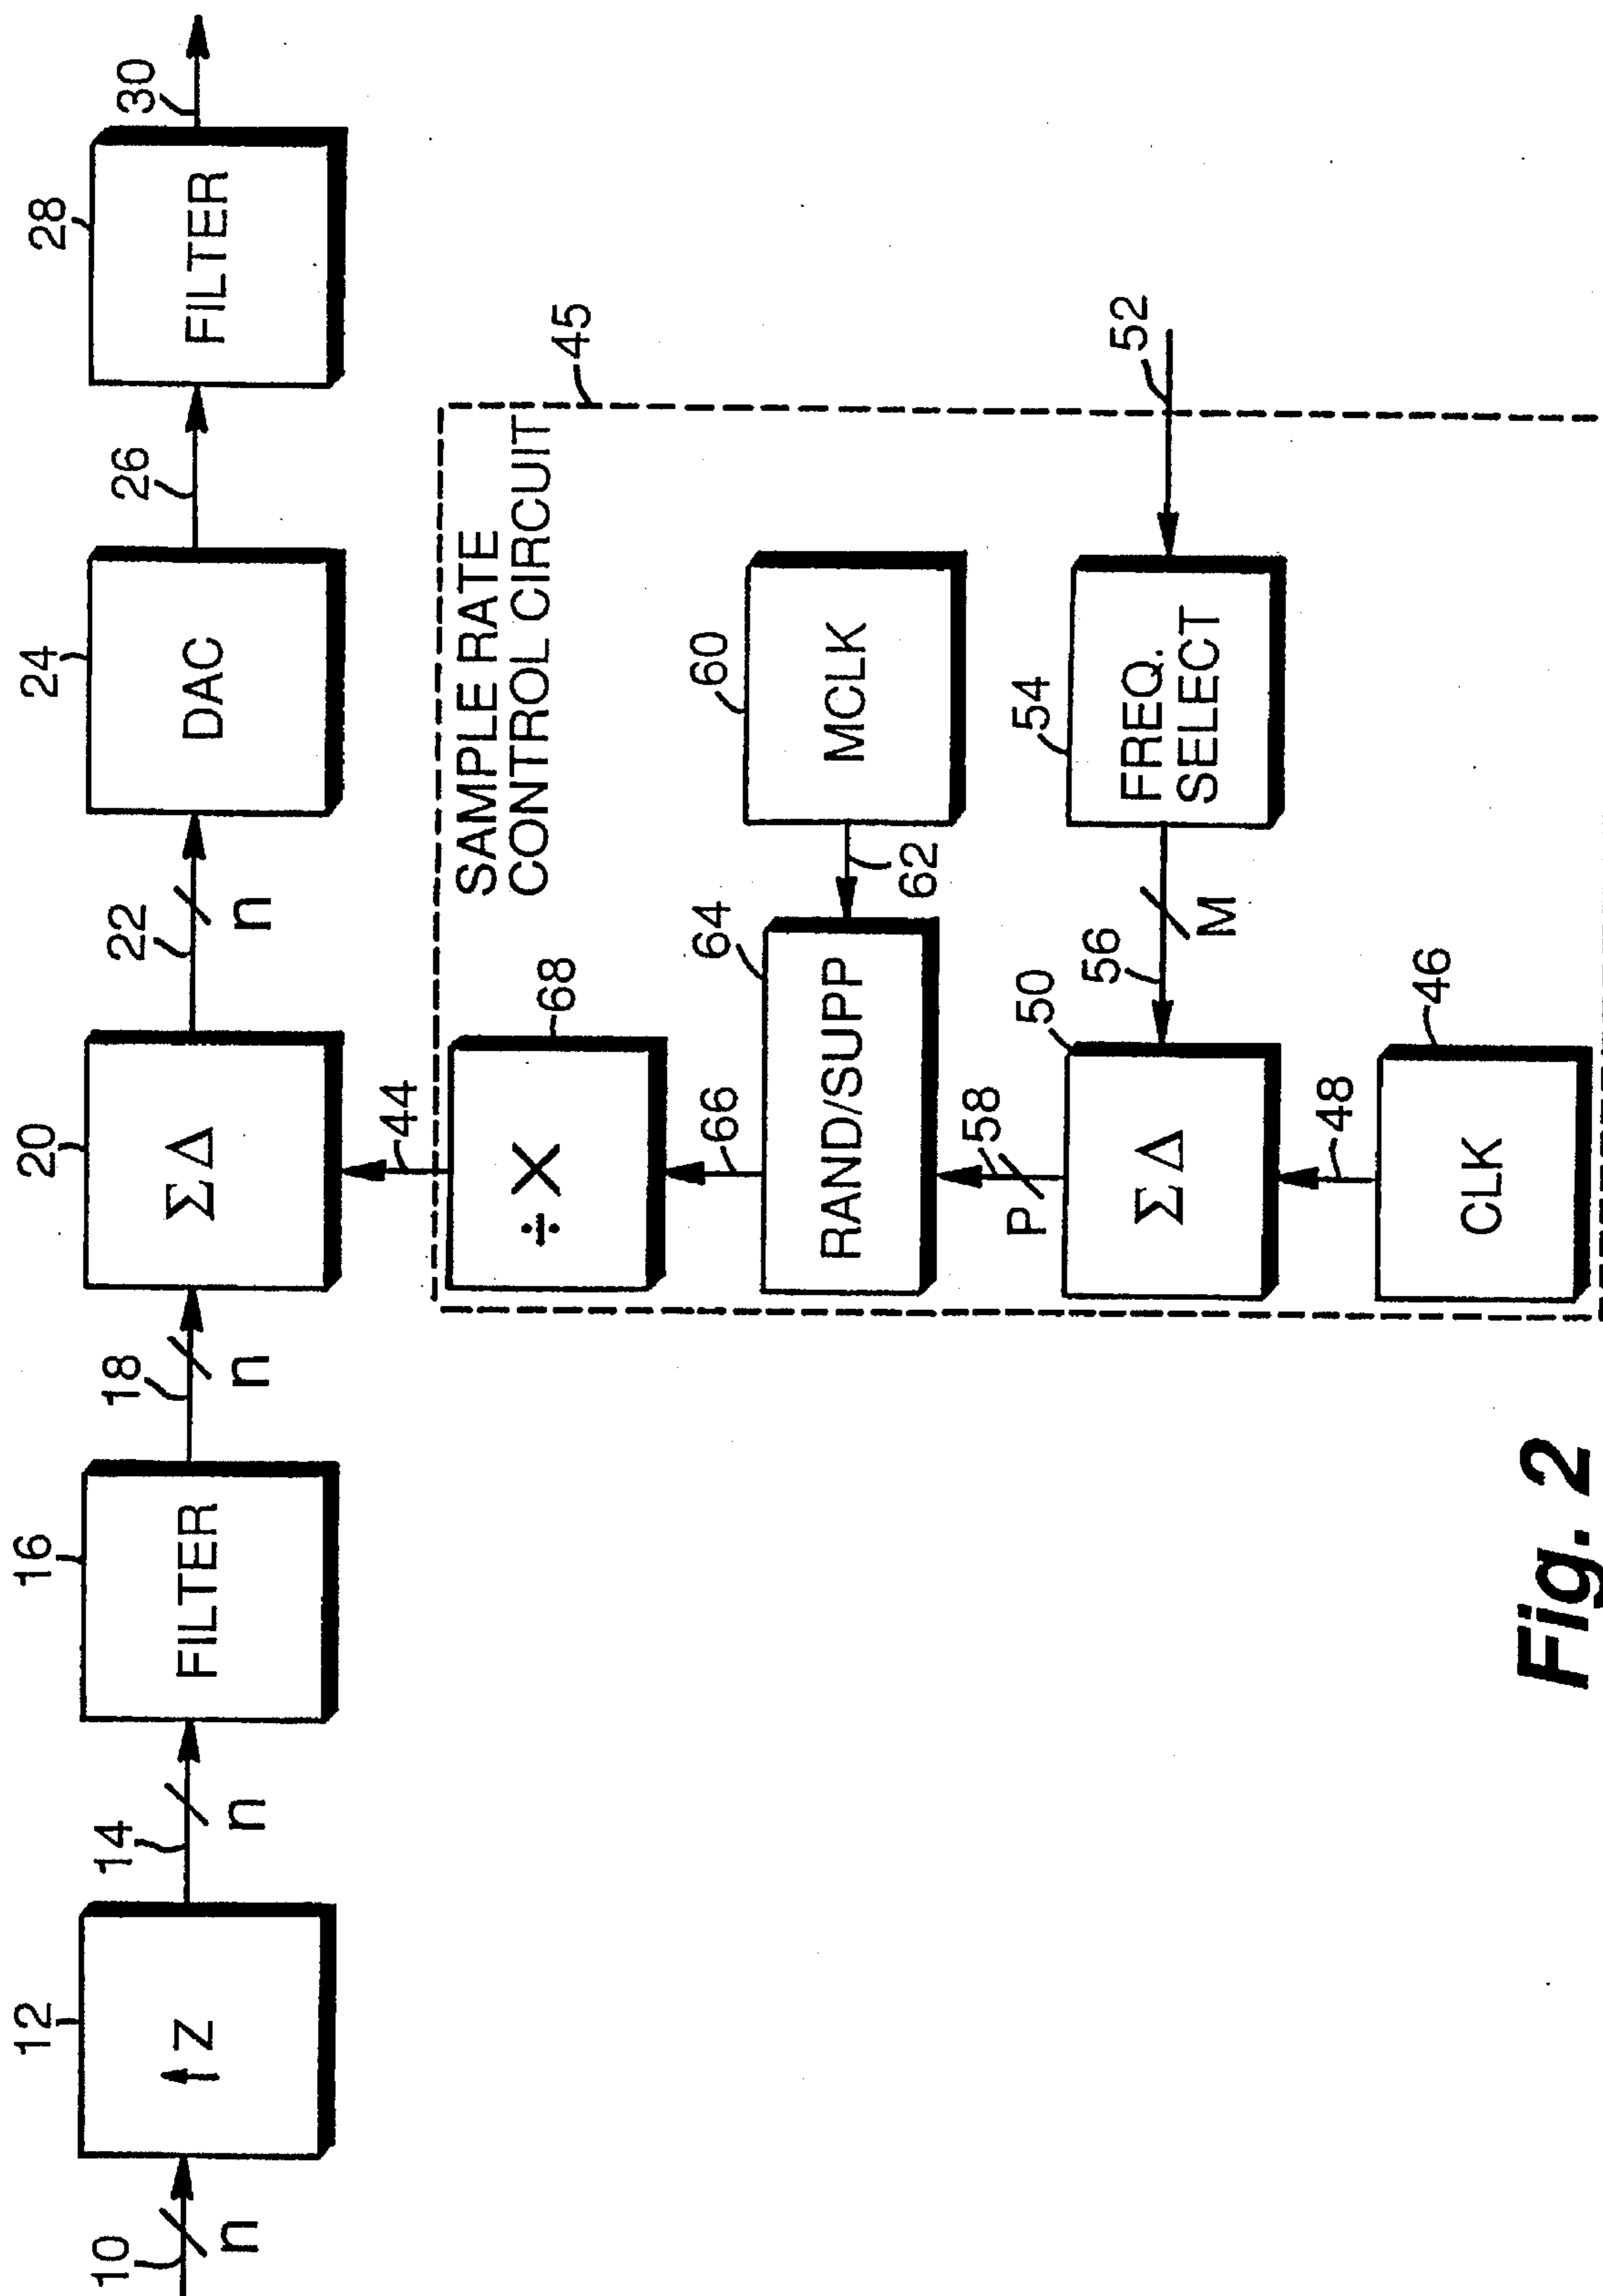 10
n
12
↑Z
14
n
16
FILTER
18
n
20
ΣΔ
22
n
24
DAC
26
28
FILTER
30
44
45
SAMPLE RATE
CONTROL CIRCUIT
68
÷X
66
64
RAND/SUPP
62
60
MCLK
58
P
50
ΣΔ
56
M
54
FREQ.
SELECT
52
48
46
CLK
Fig. 2